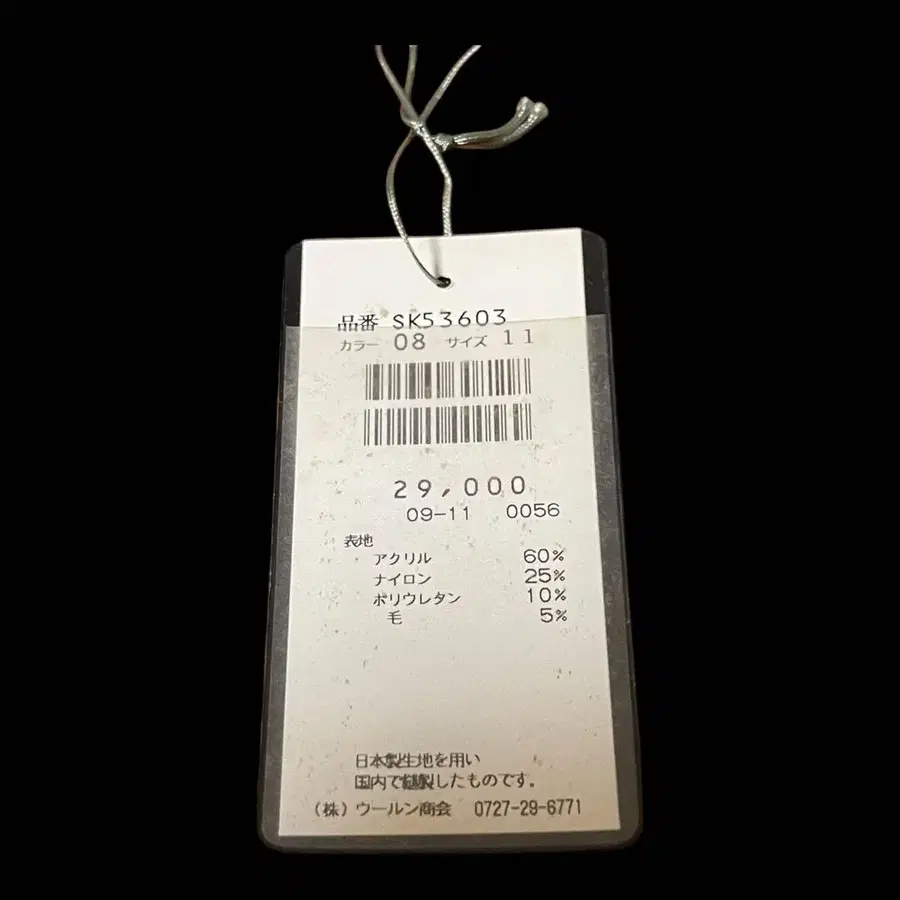 品番 SK53603
カラー 08 サイズ 11
29,000
09-11 0056
表地
アクリル 60%
ナイロン 25%
ポリウレタン 10%
毛 5%
日本製生地を用い
国内で縫製したものです。
(株)ウールン商会 0727-29-6771